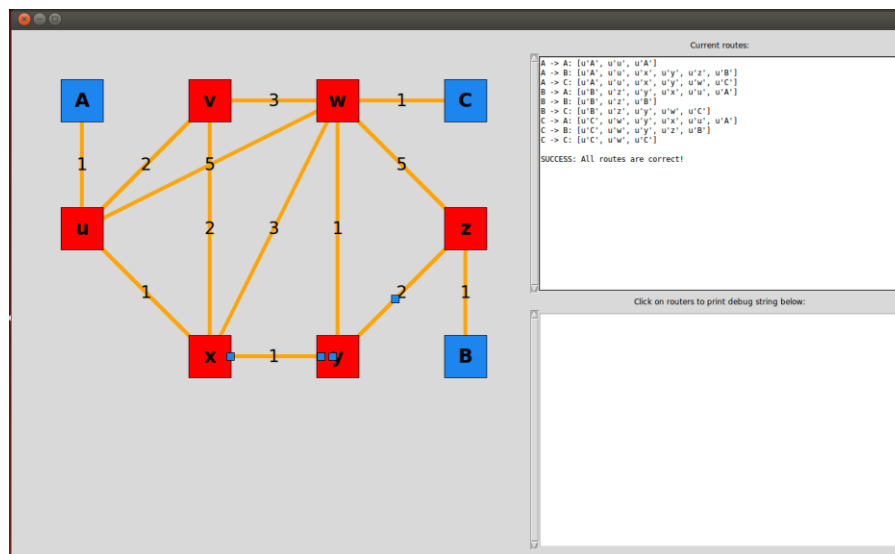 Current routes:
A -> A: [u'A', u'u', u'A']
A -> B: [u'A', u'u', u'x', u'y', u'z', u'B']
A -> C: [u'A', u'u', u'x', u'y', u'w', u'C']
B -> A: [u'B', u'z', u'y', u'x', u'u', u'A']
B -> B: [u'B', u'z', u'B']
B -> C: [u'B', u'z', u'y', u'w', u'C']
C -> A: [u'C', u'w', u'y', u'x', u'u', u'A']
C -> B: [u'C', u'w', u'y', u'z', u'B']
C -> C: [u'C', u'w', u'C']
SUCCESS: All routes are correct!
A v 3 w 1 C
1 2 5 5
u 2 3 1 z
1 2 1
x 1 y B
Click on routers to print debug string below: